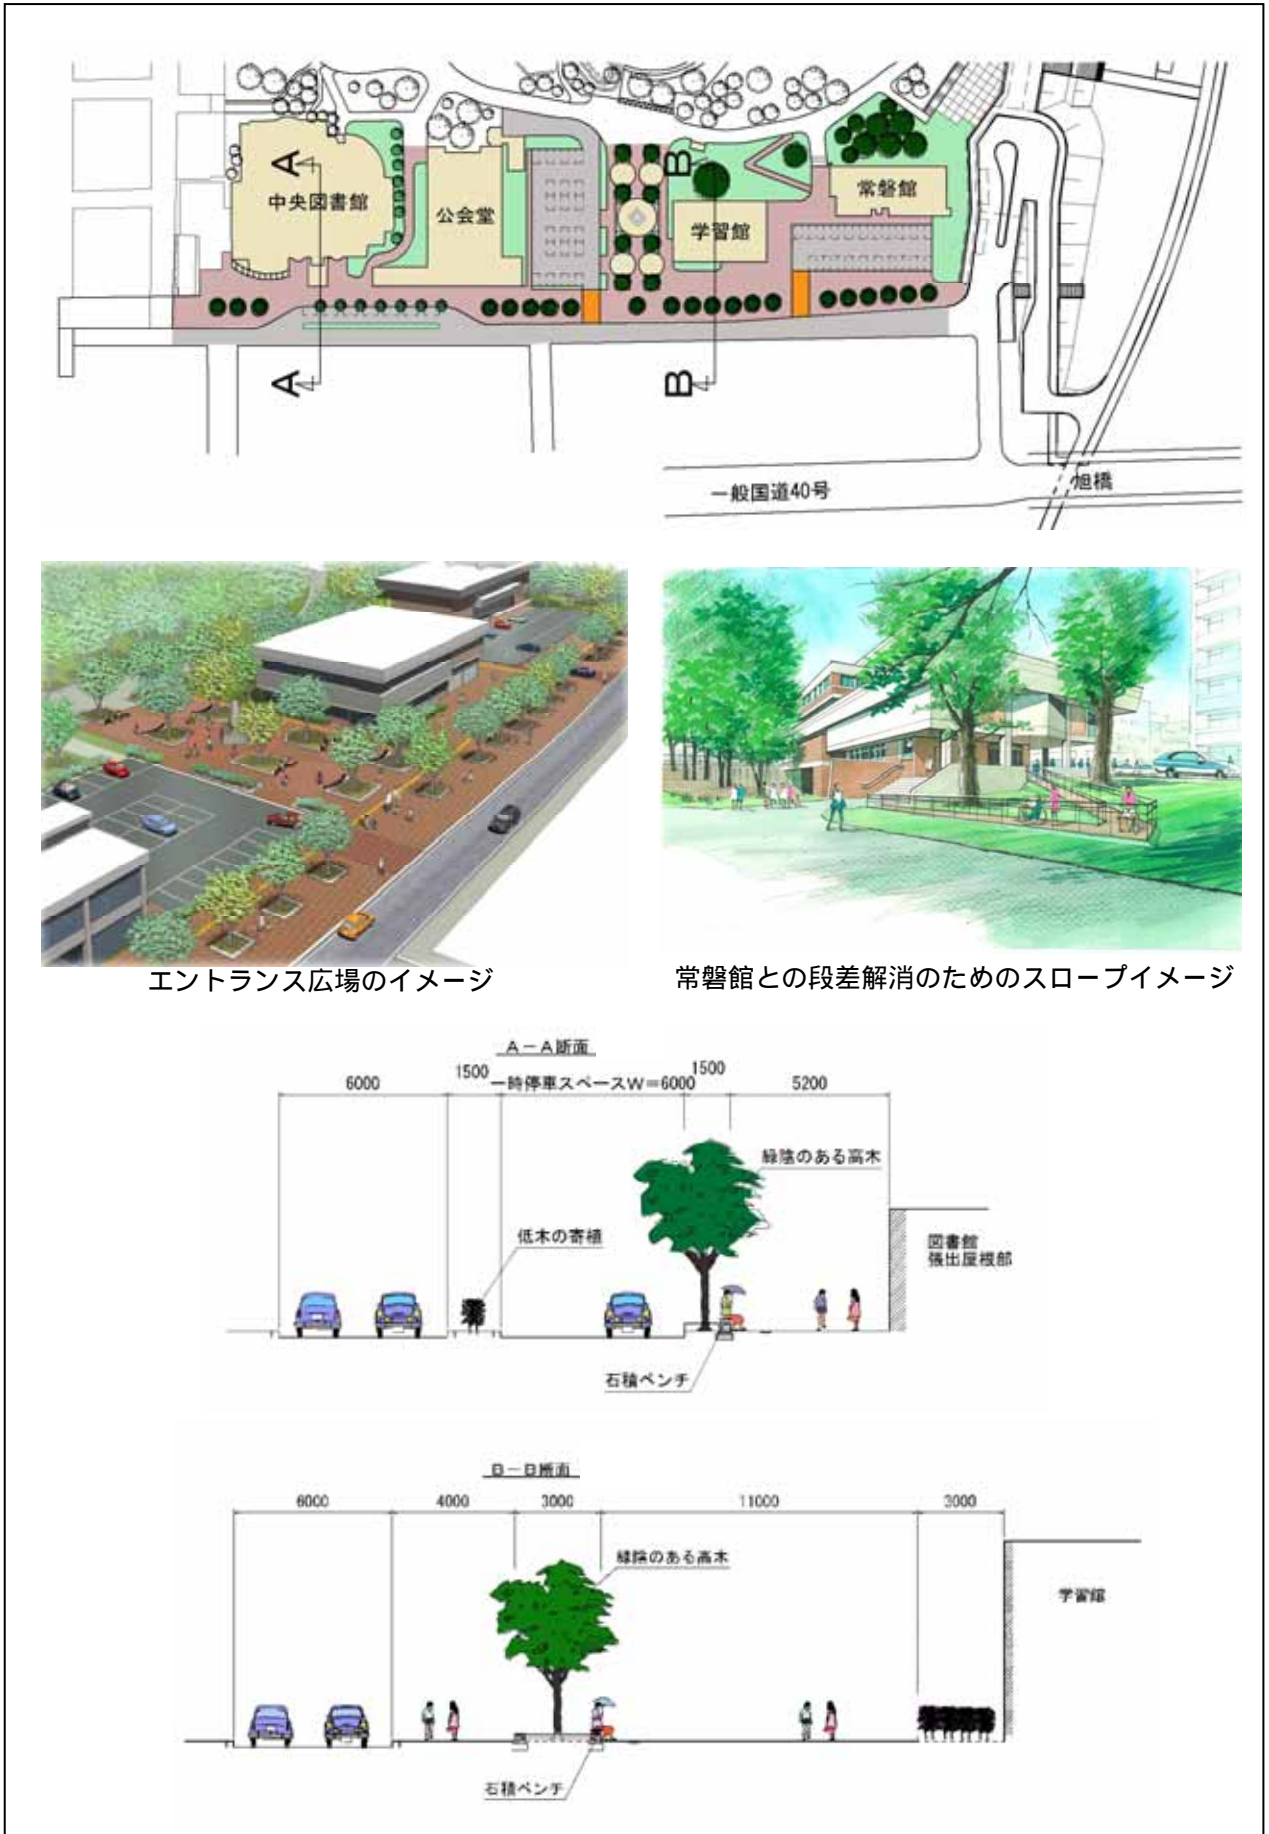 A
B
中央図書館
公会堂
学習館
常磐館
A
B
一般国道40号
旭橋
エントランス広場のイメージ
常磐館との段差解消のためのスロープイメージ
A－A断面
6000
1500
一時停車スペースW＝6000
1500
5200
緑陰のある高木
低木の寄植
図書館
張出屋根部
石積ベンチ
B－B断面
6000
4000
3000
11000
3000
緑陰のある高木
学習館
石積ベンチ